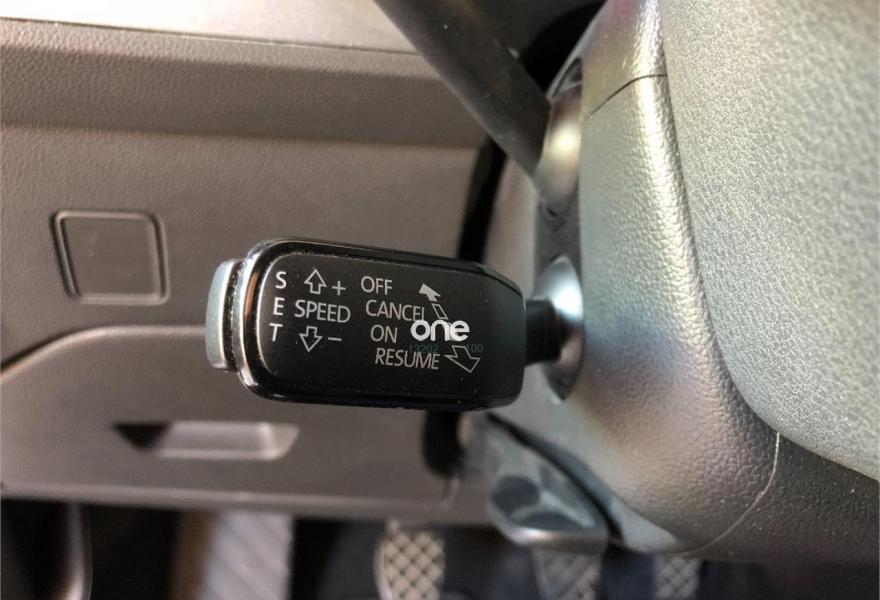 S + OFF
E SPEED CANCEL
T − ON
RESUME
one